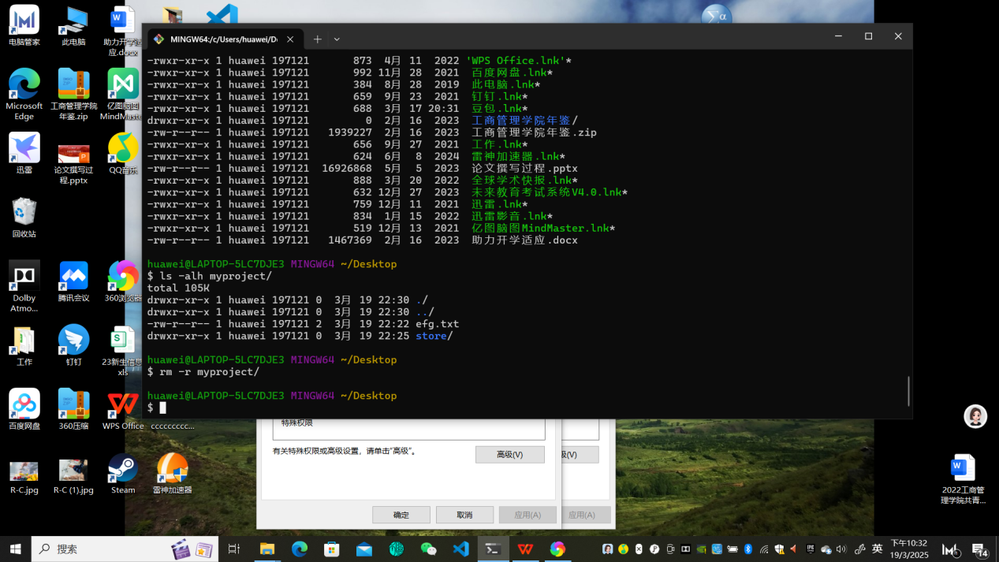 电脑管家
此电脑
助力开学适应.docx
Microsoft Edge
工商管理学院年鉴.zip
亿图脑图MindMaste...
迅雷
论文撰写过程.pptx
QQ音乐
回收站
Dolby Atmo...
腾讯会议
360浏览器
工作
钉钉
23新生信息 xls
百度网盘
360压缩
WPS Office
ccccccccc...
R-C.jpg
R-C (1).jpg
Steam
雷神加速器
MINGW64:/c/Users/huawei/D
-rwxr-xr-x 1 huawei 197121 873 4月 11 2022 'WPS Office.lnk'*
-rwxr-xr-x 1 huawei 197121 992 11月 28 2021 百度网盘.lnk*
-rwxr-xr-x 1 huawei 197121 384 8月 28 2019 此电脑.lnk*
-rwxr-xr-x 1 huawei 197121 659 9月 23 2021 钉钉.lnk*
-rwxr-xr-x 1 huawei 197121 688 3月 17 20:31 豆包.lnk*
drwxr-xr-x 1 huawei 197121 0 2月 16 2023 工商管理学院年鉴/
-rw-r--r-- 1 huawei 197121 1939227 2月 16 2023 工商管理学院年鉴.zip
-rwxr-xr-x 1 huawei 197121 656 9月 27 2021 工作.lnk*
-rwxr-xr-x 1 huawei 197121 624 6月 8 2024 雷神加速器.lnk*
-rw-r--r-- 1 huawei 197121 16926868 5月 5 2023 论文撰写过程.pptx
-rwxr-xr-x 1 huawei 197121 888 3月 20 2022 全球学术快报.lnk*
-rwxr-xr-x 1 huawei 197121 632 12月 27 2023 未来教育考试系统V4.0.lnk*
-rwxr-xr-x 1 huawei 197121 759 12月 11 2021 迅雷.lnk*
-rwxr-xr-x 1 huawei 197121 834 1月 15 2022 迅雷影音.lnk*
-rwxr-xr-x 1 huawei 197121 519 12月 13 2021 亿图脑图MindMaster.lnk*
-rw-r--r-- 1 huawei 197121 1467369 2月 16 2023 助力开学适应.docx
huawei@LAPTOP-5LC7DJE3 MINGW64 ~/Desktop
$ ls -alh myproject/
total 105K
drwxr-xr-x 1 huawei 197121 0 3月 19 22:30 ./
drwxr-xr-x 1 huawei 197121 0 3月 19 22:30 ../
-rw-r--r-- 1 huawei 197121 2 3月 19 22:22 efg.txt
drwxr-xr-x 1 huawei 197121 0 3月 19 22:25 store/
huawei@LAPTOP-5LC7DJE3 MINGW64 ~/Desktop
$ rm -r myproject/
huawei@LAPTOP-5LC7DJE3 MINGW64 ~/Desktop
$
特殊权限
有关特殊权限或高级设置，请单击"高级"。
高级(V)
级(V)
确定
取消
应用(A)
应用(A)
2022工商管理学院共青...
搜索
英
下午10:32
19/3/2025
14